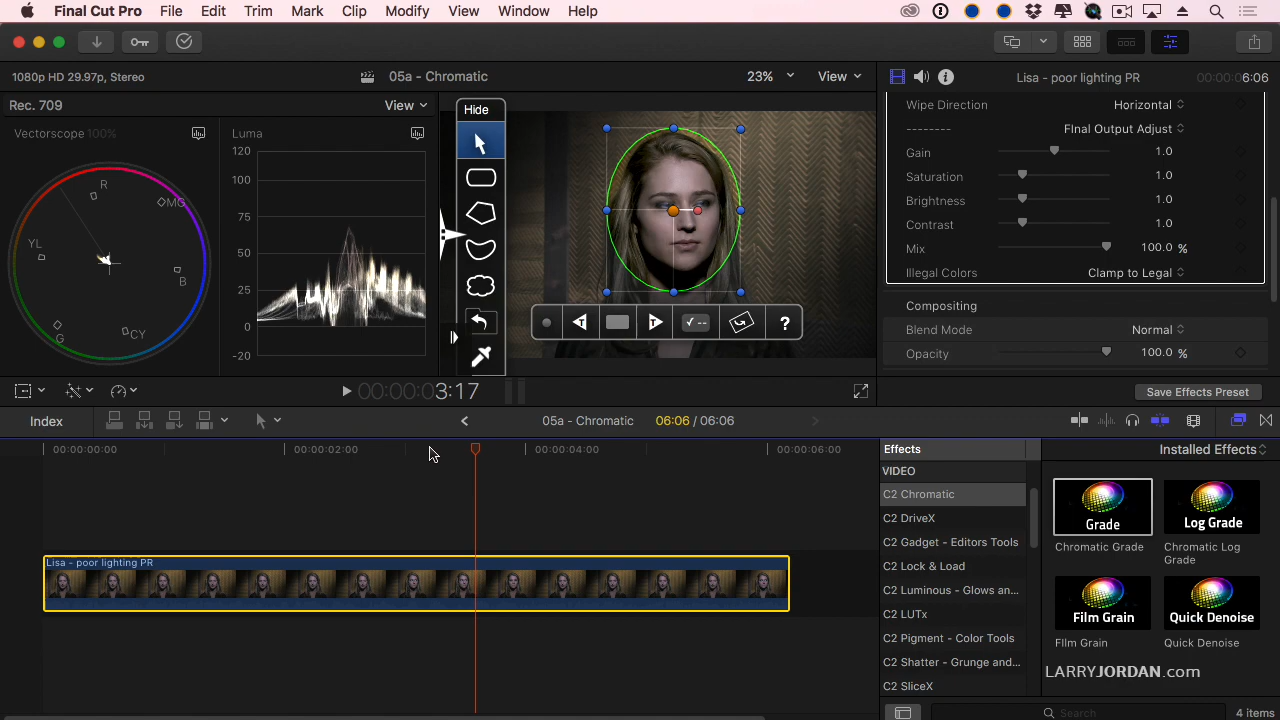 Final Cut Pro File Edit Trim Mark Clip Modify View Window Help
1080p HD 29.97p, Stereo 05a - Chromatic 23% View Lisa - poor lighting PR 00:00:06:06
Rec. 709 View
Hide
Vectorscope 100%
Luma
120
100
75
50
25
0
-20
R
MG
YL
B
G
CY
T
T
✓ --
?
Wipe Direction Horizontal
-------- FInal Output Adjust
Gain 1.0
Saturation 1.0
Brightness 1.0
Contrast 1.0
Mix 100.0 %
Illegal Colors Clamp to Legal
Compositing
Blend Mode Normal
Opacity 100.0 %
00:00:00:03:17
Save Effects Preset
Index 05a - Chromatic 06:06 / 06:06
00:00:00:00 00:00:02:00 00:00:04:00 00:00:06:00
Lisa - poor lighting PR
Effects Installed Effects
VIDEO
C2 Chromatic
C2 DriveX
C2 Gadget - Editors Tools
C2 Lock & Load
C2 Luminous - Glows an...
C2 LUTx
C2 Pigment - Color Tools
C2 Shatter - Grunge and...
C2 SliceX
Grade
Chromatic Grade
Log Grade
Chromatic Log
Grade
Film Grain
FIlm Grain
Quick Denoise
Quick Denoise
LARRYJORDAN.com
Search 4 items